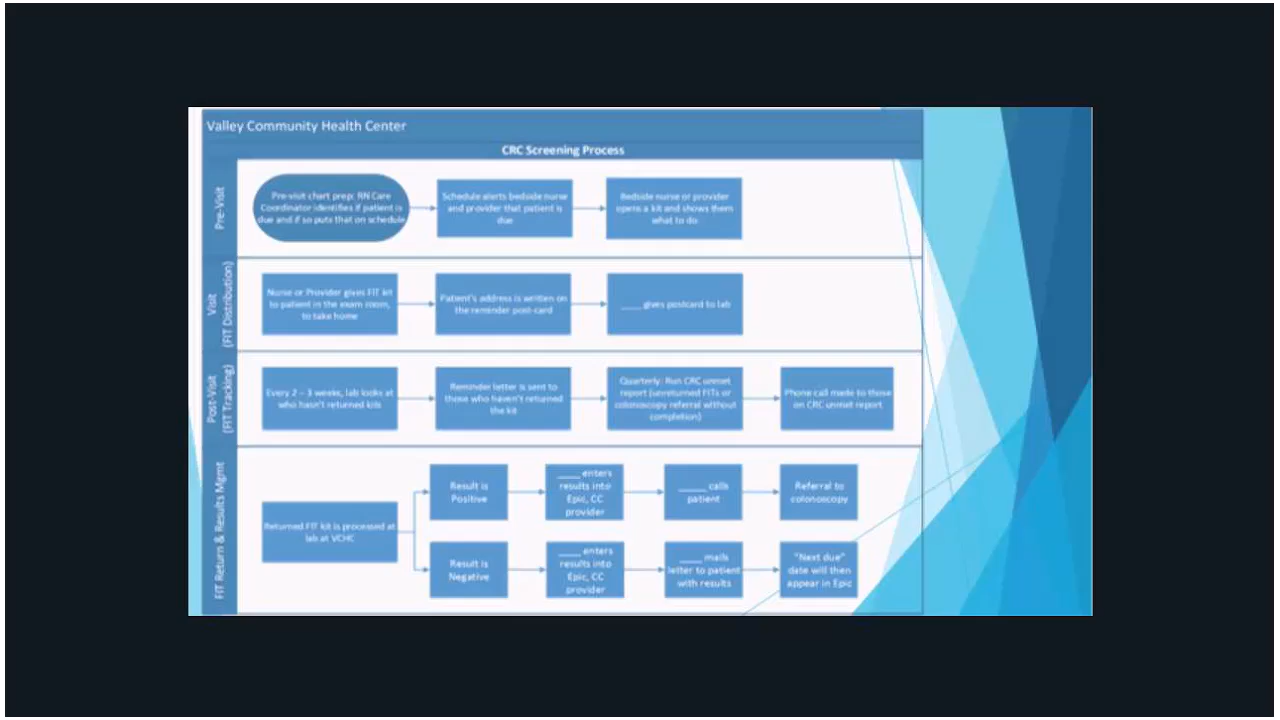 Valley Community Health Center
CRC Screening Process
Pre-Visit
Pre-visit chart prep: RN Care
Coordinator identifies if patient is
due and if so puts that on schedule
Schedule alerts bedside nurse
and provider that patient is
due
Bedside nurse or provider
opens a kit and shows them
what to do
Visit
(FIT Distribution)
Nurse or Provider gives FIT kit
to patient in the exam room,
to take home
Patient's address is written on
the reminder post-card
____ gives postcard to lab
Post-Visit
(FIT Tracking)
Every 2 – 3 weeks, lab looks at
who hasn't returned kits
Reminder letter is sent to
those who haven't returned
the kit
Quarterly: Run CRC unmet
report (unreturned FITs or
colonoscopy referral without
completion)
Phone call made to those
on CRC unmet report
FIT Return & Results Mgmt
Returned FIT kit is processed at
lab at VCHC
Result is
Positive
____ enters
results into
Epic, CC
provider
_____ calls
patient
Referral to
colonoscopy
Result is
Negative
____ enters
results into
Epic, CC
provider
____ mails
letter to patient
with results
"Next due"
date will then
appear in Epic